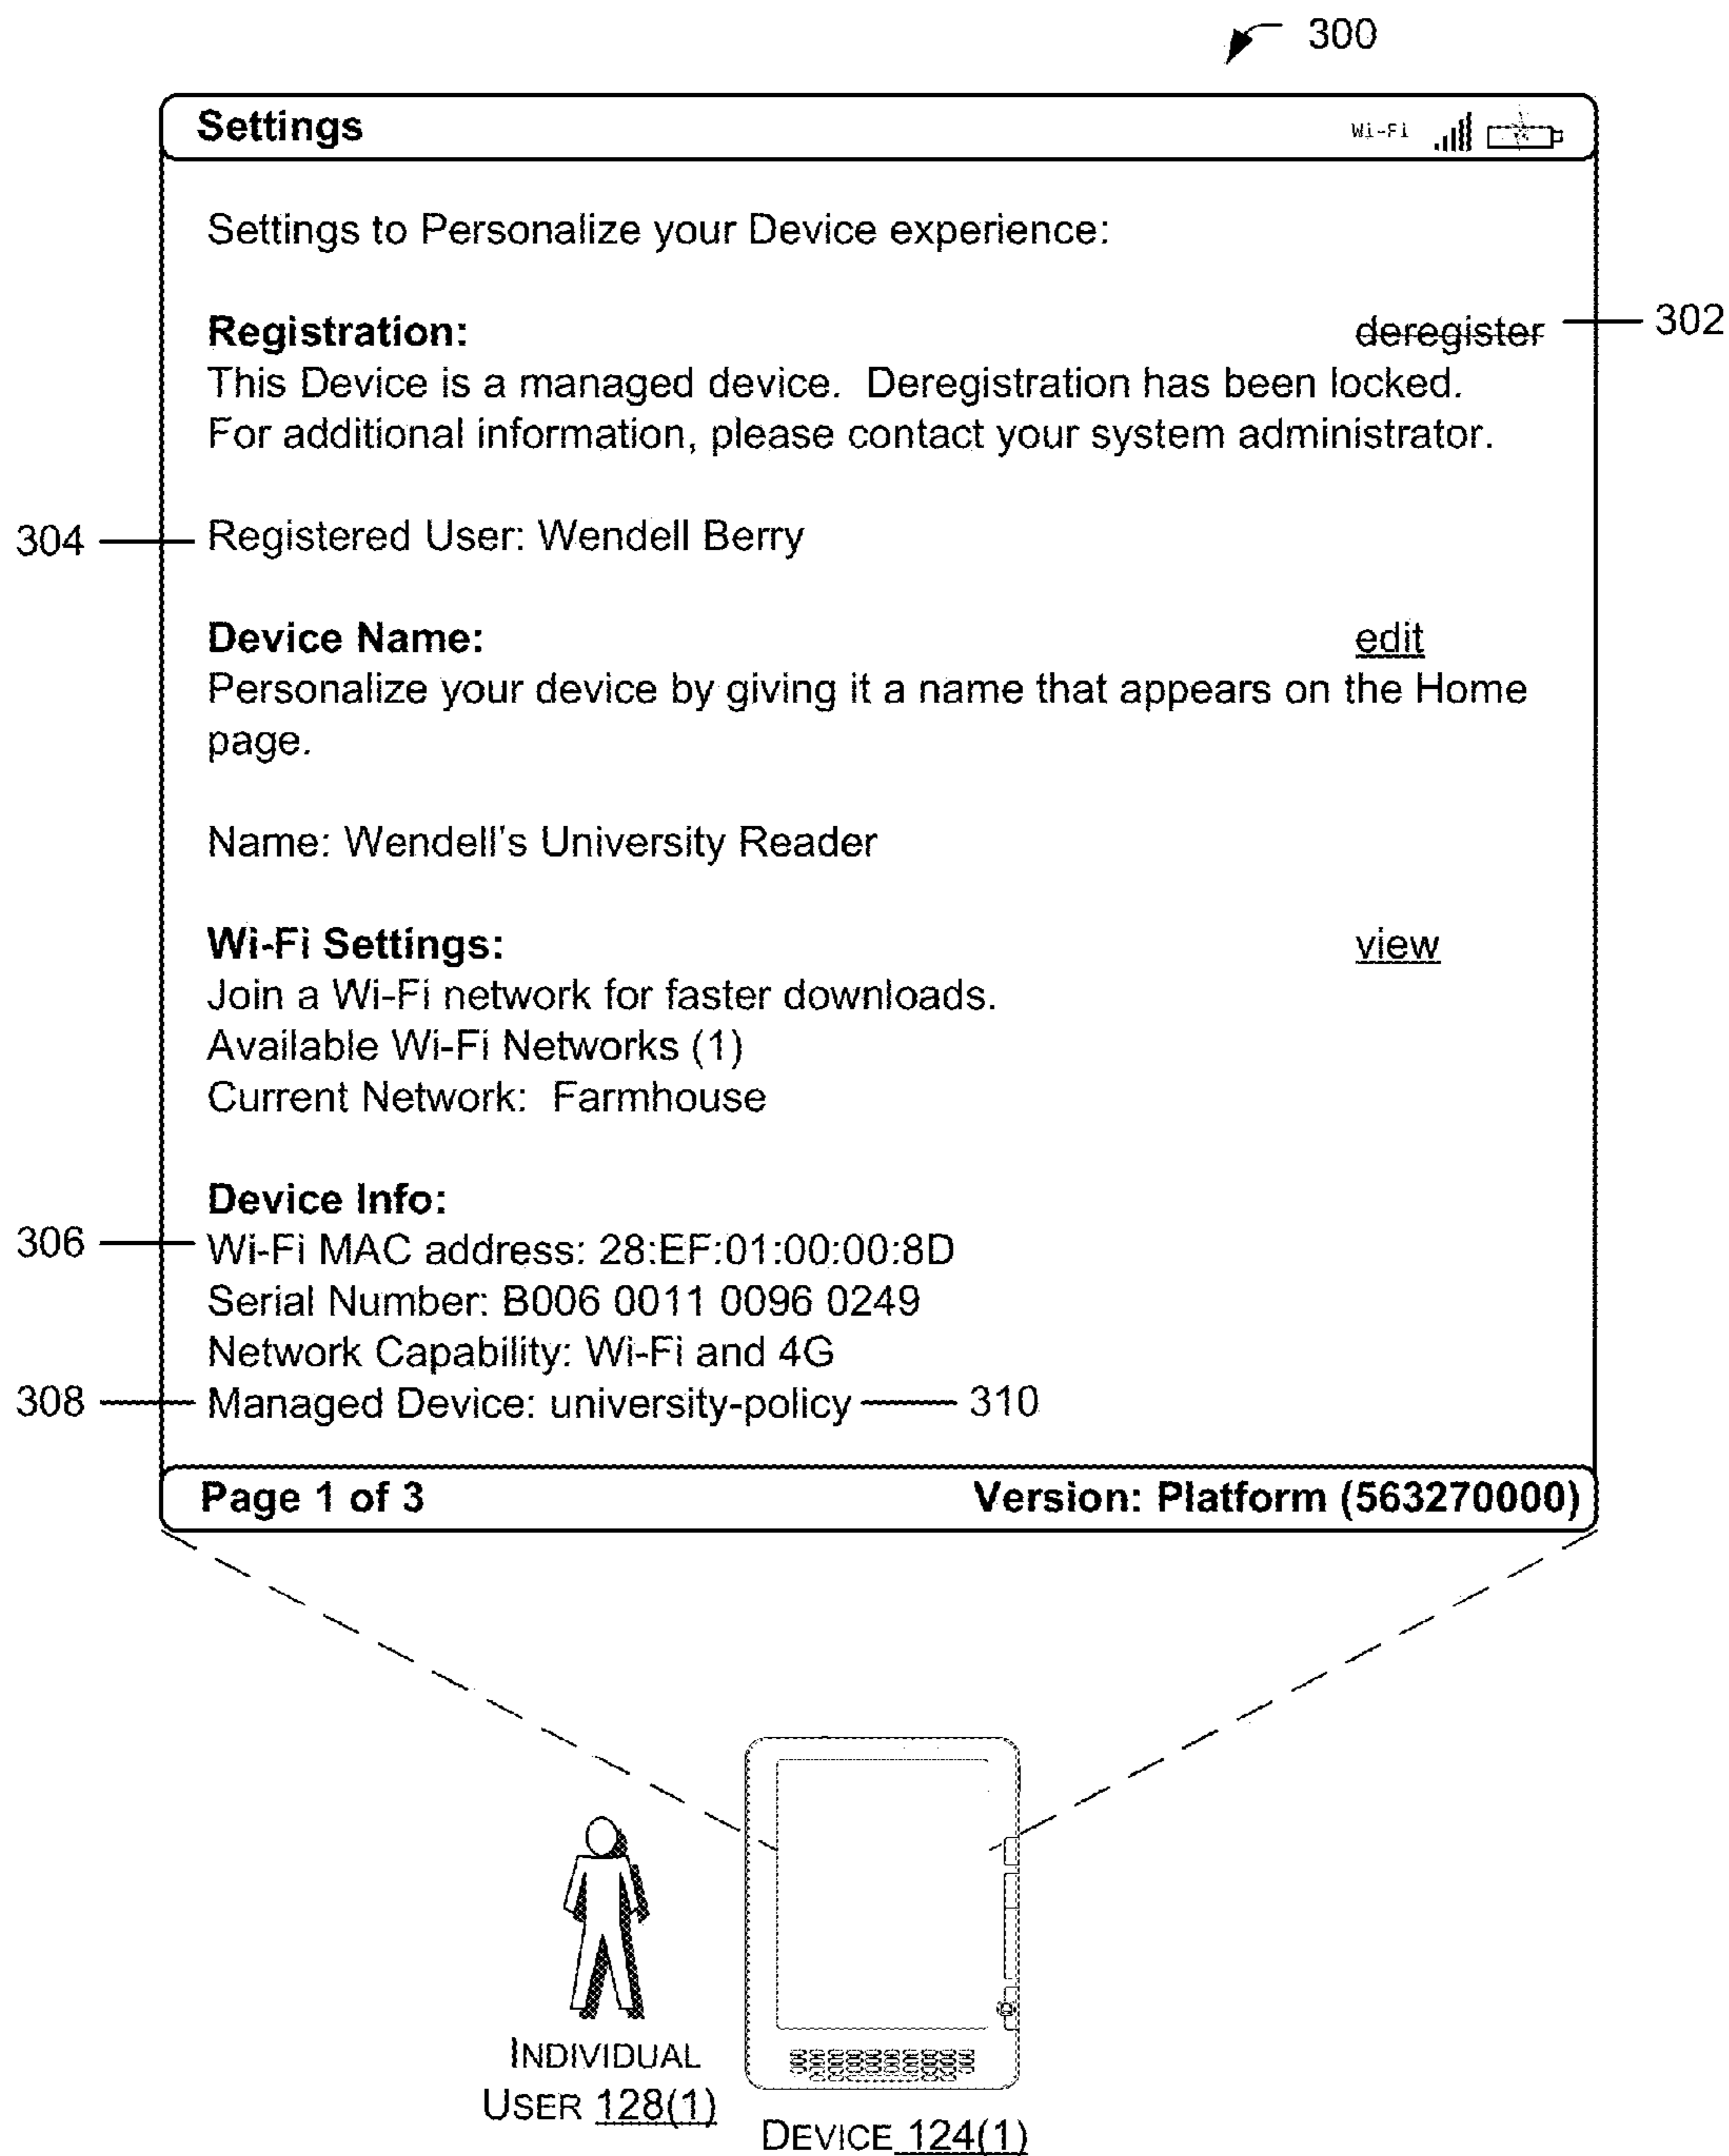 300
Settings Wi-Fi
Settings to Personalize your Device experience:
Registration: deregister 302
This Device is a managed device. Deregistration has been locked.
For additional information, please contact your system administrator.
304 Registered User: Wendell Berry
Device Name: edit
Personalize your device by giving it a name that appears on the Home
page.
Name: Wendell's University Reader
Wi-Fi Settings: view
Join a Wi-Fi network for faster downloads.
Available Wi-Fi Networks (1)
Current Network: Farmhouse
Device Info:
306 Wi-Fi MAC address: 28:EF:01:00:00:8D
Serial Number: B006 0011 0096 0249
Network Capability: Wi-Fi and 4G
308 Managed Device: university-policy 310
Page 1 of 3 Version: Platform (563270000)
INDIVIDUAL
USER 128(1)
DEVICE 124(1)